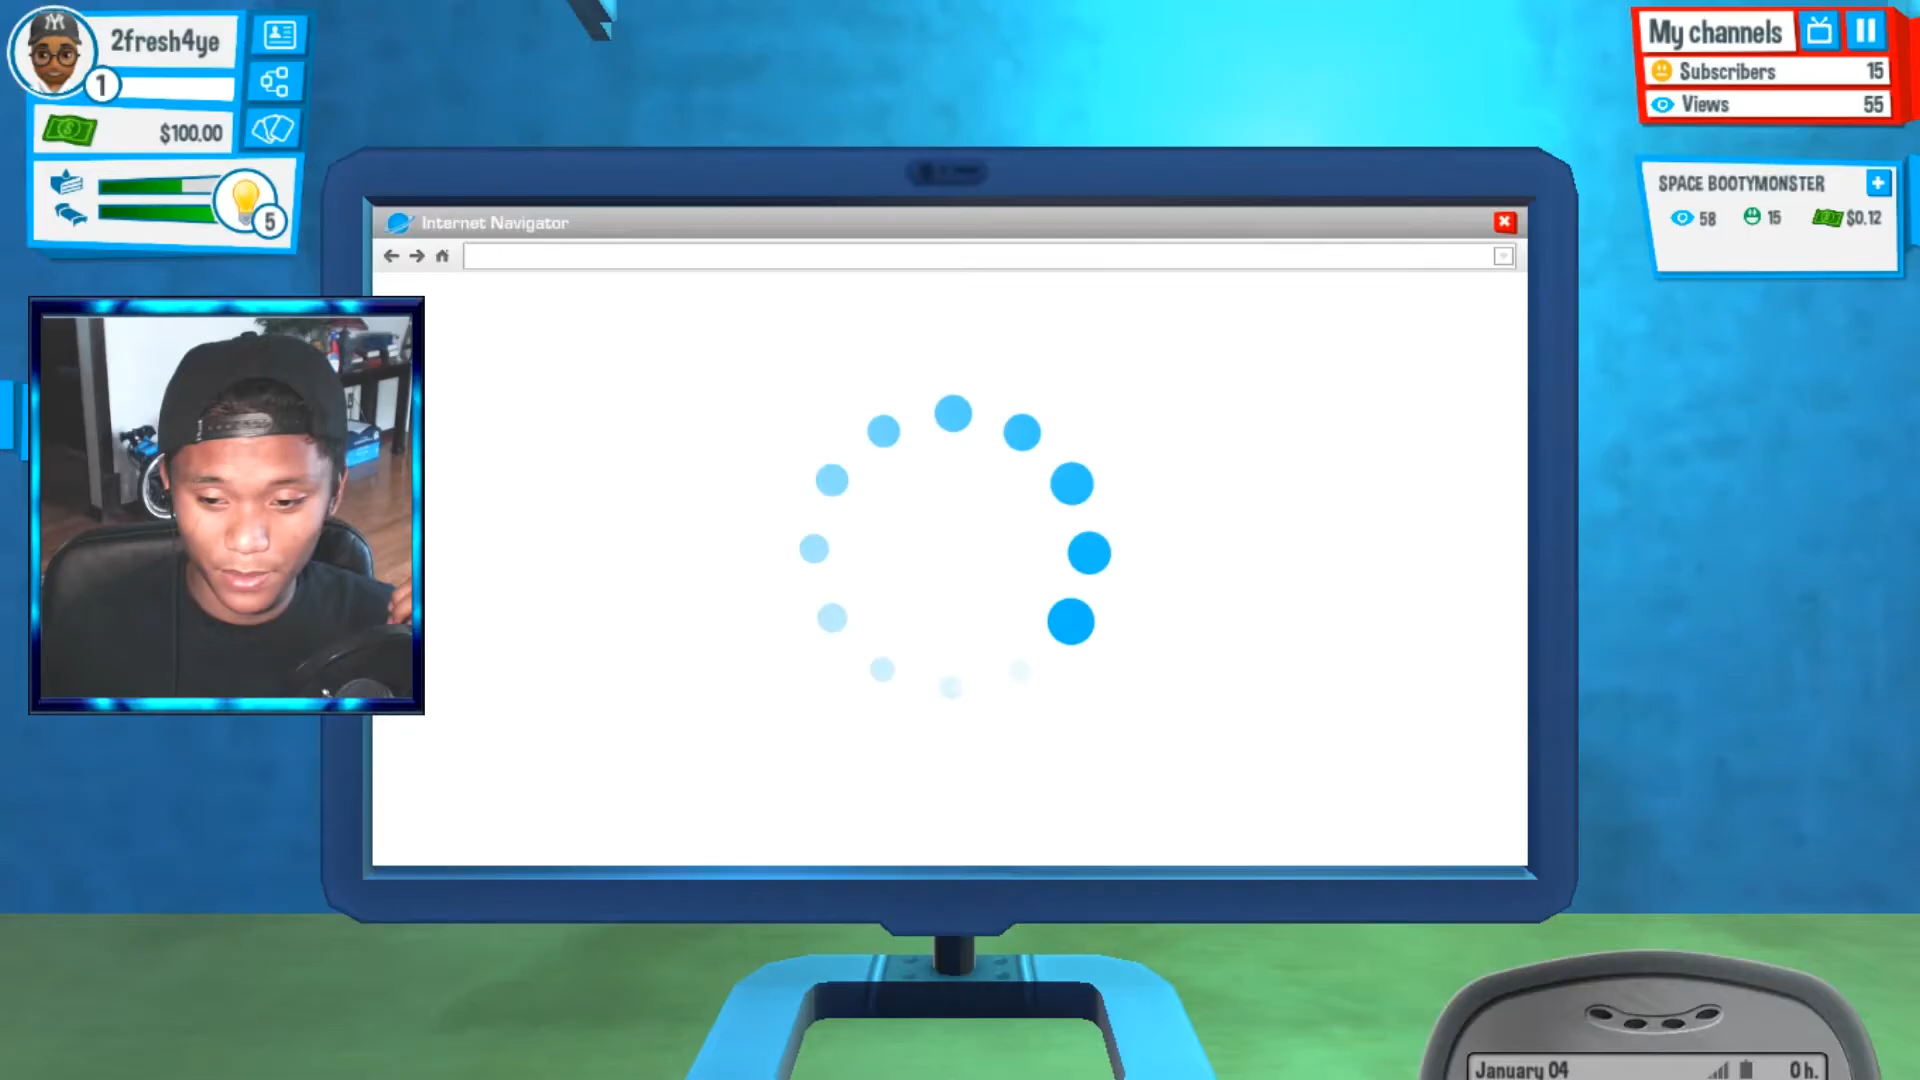 2fresh4ye
1
$100.00
5
My channels
Subscribers 15
Views 55
SPACE BOOTYMONSTER
58 15 $0.12
Internet Navigator
January 04 0 h.